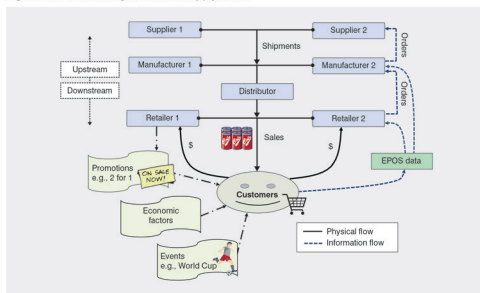 Supplier 1
Supplier 2
Shipments
Orders
Upstream
Manufacturer 1
Manufacturer 2
Downstream
Distributor
Orders
Retailer 1
Retailer 2
Sales
$
$
EPOS data
Promotions
e.g., 2 for 1
ON SALE
NOW!
Customers
Economic
factors
Physical flow
Information flow
Events
e.g., World Cup